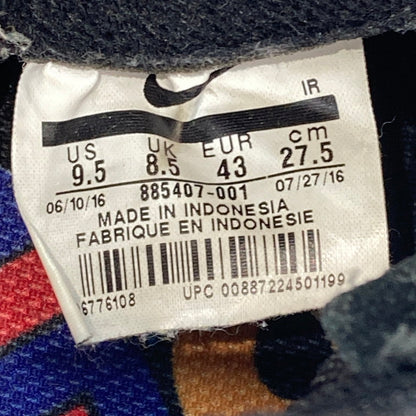 IR
US UK EUR cm
9.5 8.5 43 27.5
06/10/16 885407-001 07/27/16
MADE IN INDONESIA
FABRIQUE EN INDONESIE
6776108 UPC 00887224501199